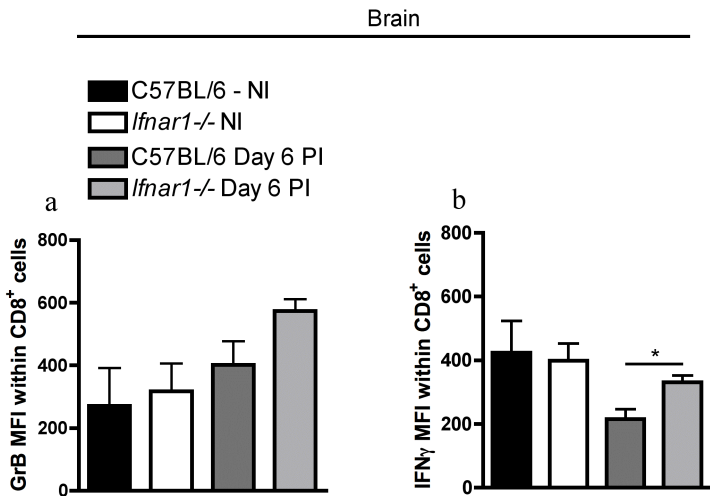 Brain
C57BL/6 - NI
Ifnar1-/- NI
C57BL/6 Day 6 PI
Ifnar1-/- Day 6 PI
a
GrB MFI within CD8⁺ cells
800
600
400
200
0
b
IFNγ MFI within CD8⁺ cells
800
600
400
200
0
*